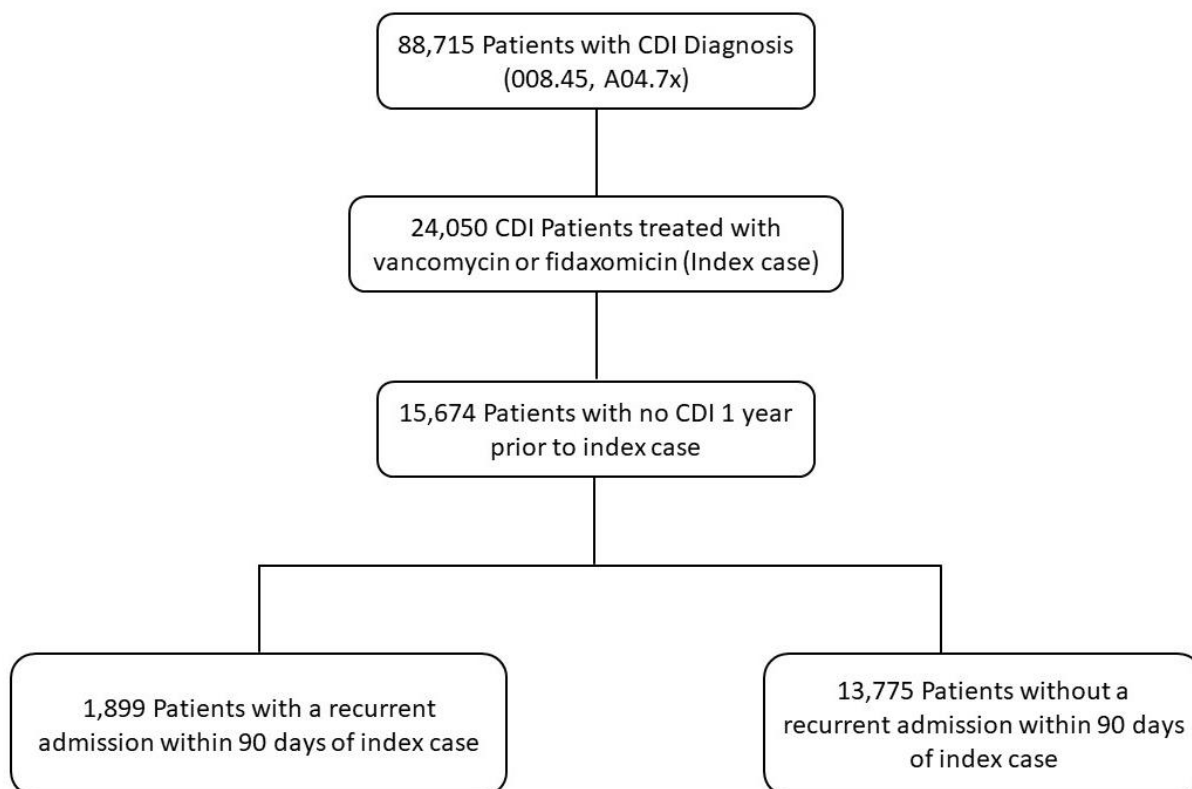 88,715 Patients with CDI Diagnosis
(008.45, A04.7x)
24,050 CDI Patients treated with
vancomycin or fidaxomicin (Index case)
15,674 Patients with no CDI 1 year
prior to index case
1,899 Patients with a recurrent
admission within 90 days of index case
13,775 Patients without a
recurrent admission within 90 days
of index case